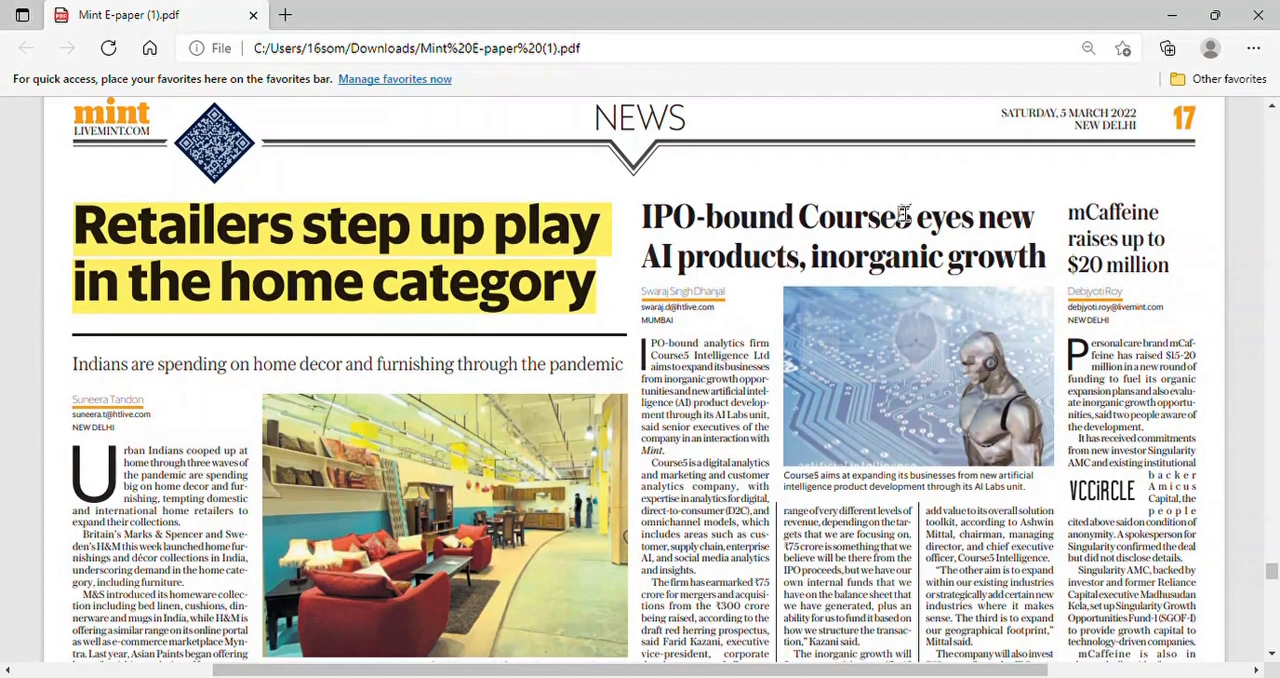 Mint E-paper (1).pdf
File
C:/Users/16som/Downloads/Mint%20E-paper%20(1).pdf
For quick access, place your favorites here on the favorites bar. Manage favorites now
Other favorites
mint
LIVEMINT.COM
NEWS
SATURDAY, 5 MARCH 2022
NEW DELHI
17
Retailers step up play
in the home category
Indians are spending on home decor and furnishing through the pandemic
Suneera Tandon
suneera.t@htlive.com
NEW DELHI
Urban Indians cooped up at
home through three waves of
the pandemic are spending
big on home decor and fur-
nishing, tempting domestic
and international home retailers to
expand their collections.
Britain's Marks & Spencer and Swe-
den's H&M this week launched home fur-
nishings and décor collections in India,
underscoring demand in the home cate-
gory, including furniture.
M&S introduced its homeware collec-
tion including bed linen, cushions, din-
nerware and mugs in India, while H&M is
offering a similar range on its online portal
as well as e-commerce marketplace Myn-
tra. Last year, Asian Paints began offering
IPO-bound Course5 eyes new
AI products, inorganic growth
Swaraj Singh Dhanjal
swaraj.d@htlive.com
MUMBAI
IPO-bound analytics firm
Course5 Intelligence Ltd
aims to expand its businesses
from inorganic growth oppor-
tunities and new artificial intel-
ligence (AI) product develop-
ment through its AI Labs unit,
said senior executives of the
company in an interaction with
Mint.
Course5 is a digital analytics
and marketing and customer
analytics company, with
expertise in analytics for digital,
direct-to-consumer (D2C), and
omnichannel models, which
includes areas such as cus-
tomer, supply chain, enterprise
AI, and social media analytics
and insights.
The firm has earmarked ₹75
crore for mergers and acquisi-
tions from the ₹300 crore
being raised, according to the
draft red herring prospectus,
said Farid Kazani, executive
vice-president, corporate
artificial intelligence
Course5 aims at expanding its businesses from new artificial
intelligence product development through its AI Labs unit.
range of very different levels of
revenue, depending on the tar-
gets that we are focusing on.
₹75 crore is something that we
believe will be there from the
IPO proceeds, but we have our
own internal funds that we
have on the balance sheet that
we have generated, plus an
ability for us to fund it based on
how we structure the transac-
tion," Kazani said.
The inorganic growth will
add value to its overall solution
toolkit, according to Ashwin
Mittal, chairman, managing
director, and chief executive
officer, Course5 Intelligence.
"The other aim is to expand
within our existing industries
or strategically add certain new
industries where it makes
sense. The third is to expand
our geographical footprint,"
Mittal said.
The company will also invest
mCaffeine
raises up to
$20 million
Debjyoti Roy
debjyoti.roy@livemint.com
NEW DELHI
Personal care brand mCaf-
feine has raised $15-20
million in a new round of
funding to fuel its organic
expansion plans and also evalu-
ate inorganic growth opportu-
nities, said two people aware of
the development.
It has received commitments
from new investor Singularity
AMC and existing institutional
backer
Amicus
Capital, the
people
VCCiRCLE
cited above said on condition of
anonymity. A spokesperson for
Singularity confirmed the deal
but did not disclose details.
Singularity AMC, backed by
investor and former Reliance
Capital executive Madhusudan
Kela, set up Singularity Growth
Opportunities Fund-1 (SGOF-I)
to provide growth capital to
technology-driven companies.
mCaffeine is also in